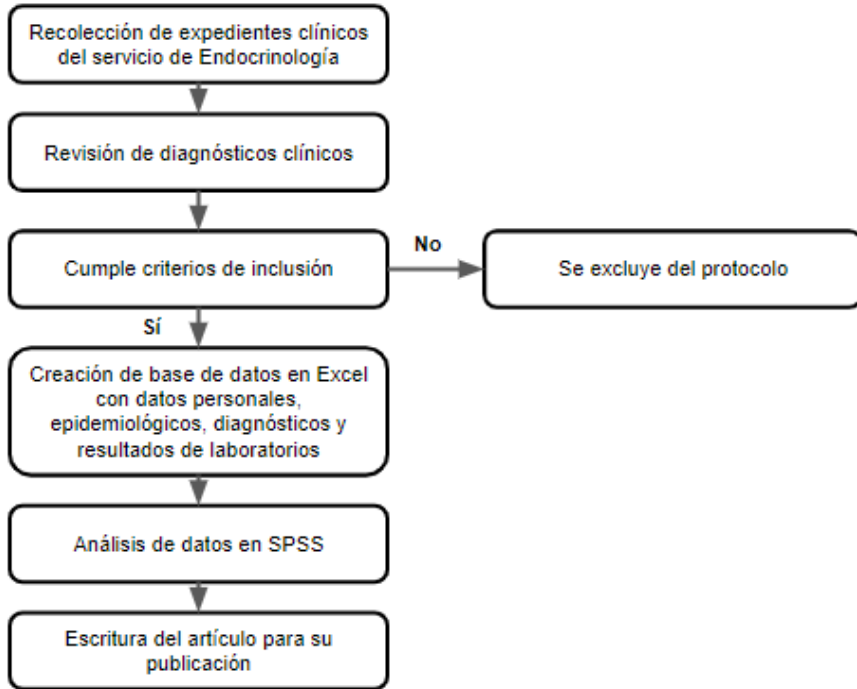 Recolección de expedientes clínicos
del servicio de Endocrinología
Revisión de diagnósticos clínicos
Cumple criterios de inclusión
No
Se excluye del protocolo
Sí
Creación de base de datos en Excel
con datos personales,
epidemiológicos, diagnósticos y
resultados de laboratorios
Análisis de datos en SPSS
Escritura del artículo para su
publicación